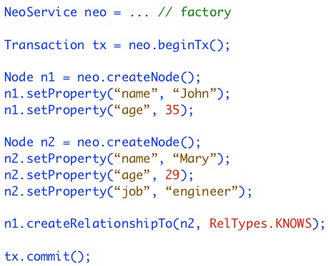 NeoService neo = ... // factory
Transaction tx = neo.beginTx();
Node n1 = neo.createNode();
n1.setProperty(“name”, “John”);
n1.setProperty(“age”, 35);
Node n2 = neo.createNode();
n2.setProperty(“name”, “Mary”);
n2.setProperty(“age”, 29);
n2.setProperty(“job”, “engineer”);
n1.createRelationshipTo(n2, RelTypes.KNOWS);
tx.commit();